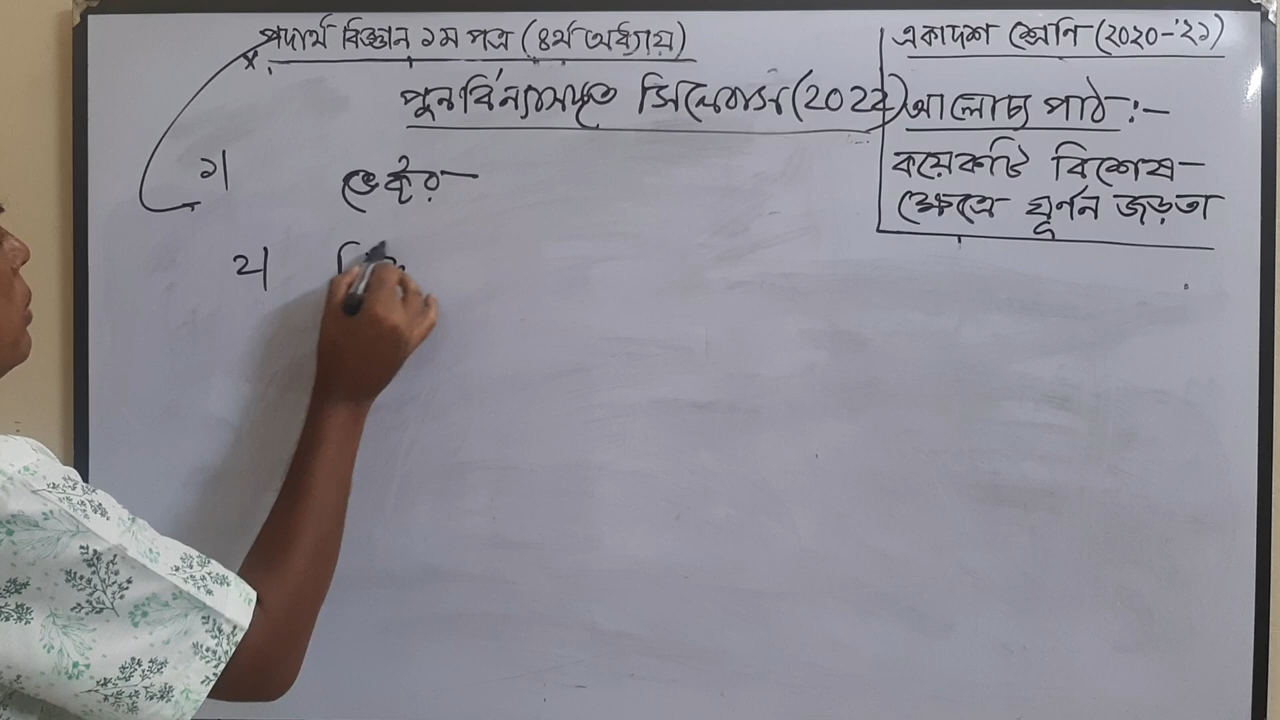 পদার্থ বিজ্ঞান ১ম পত্র (৪র্থ অধ্যায়)
পুনর্বিন্যাসকৃত সিলেবাস (2022)
১| ভেক্টর
২|
একাদশ শ্রেণি (২০২০-'২১)
আলোচ্য পাঠ :-
কয়েকটি বিশেষ
ক্ষেত্রে ঘূর্ণন জড়তা